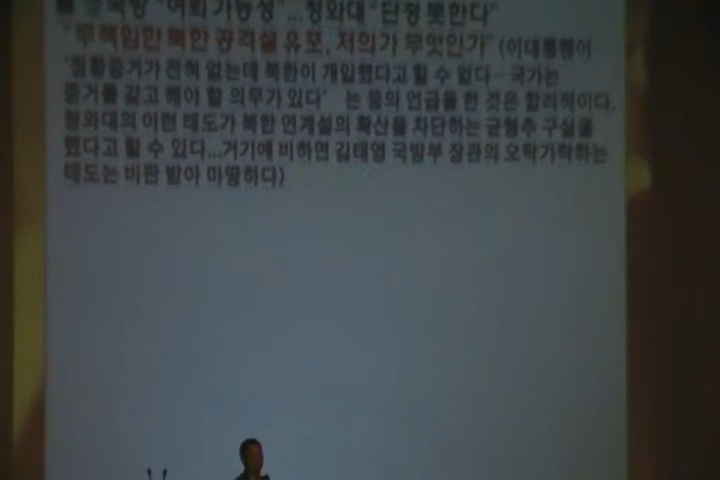 국방 "어뢰 가능성"...청와대 "단정 못한다"
"무책임한 북한 공격설 유포, 저의가 무엇인가" (이대통령이
'정황증거가 전혀 없는데 북한이 개입했다고 할 수 없다 - 국가는
증거를 갖고 해야 할 의무가 있다' 는 등의 언급을 한 것은 합리적이다.
청와대의 이런 태도가 북한 연계설의 확산을 차단하는 균형추 구실을
했다고 할 수 있다...거기에 비하면 김태영 국방부 장관의 오락가락하는
태도는 비판 받아 마땅하다)